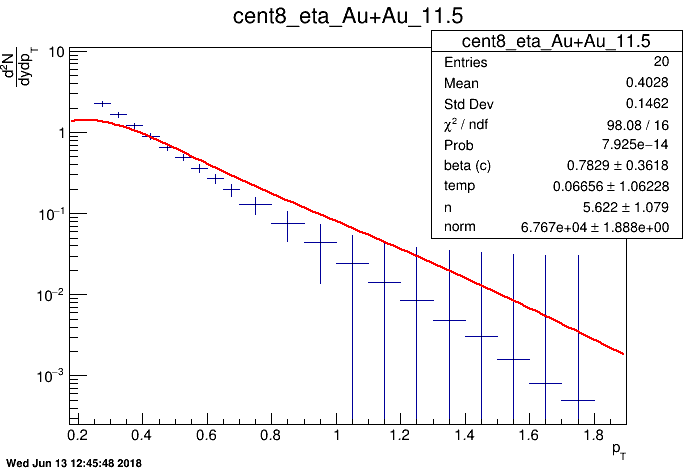 cent8_eta_Au+Au_11.5
d²N
dydp_T
cent8_eta_Au+Au_11.5
Entries 20
Mean 0.4028
Std Dev 0.1462
χ² / ndf 98.08 / 16
Prob 7.925e−14
beta (c) 0.7829 ± 0.3618
temp 0.06656 ± 1.06228
n 5.622 ± 1.079
norm 6.767e+04 ± 1.888e+00
10
1
10⁻¹
10⁻²
10⁻³
0.2 0.4 0.6 0.8 1 1.2 1.4 1.6 1.8
p_T
Wed Jun 13 12:45:48 2018